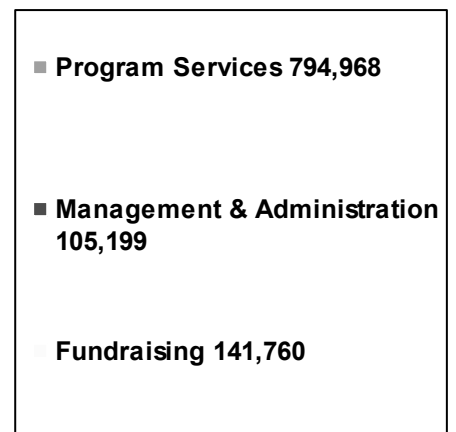 Program Services 794,968
Management & Administration
105,199
Fundraising 141,760